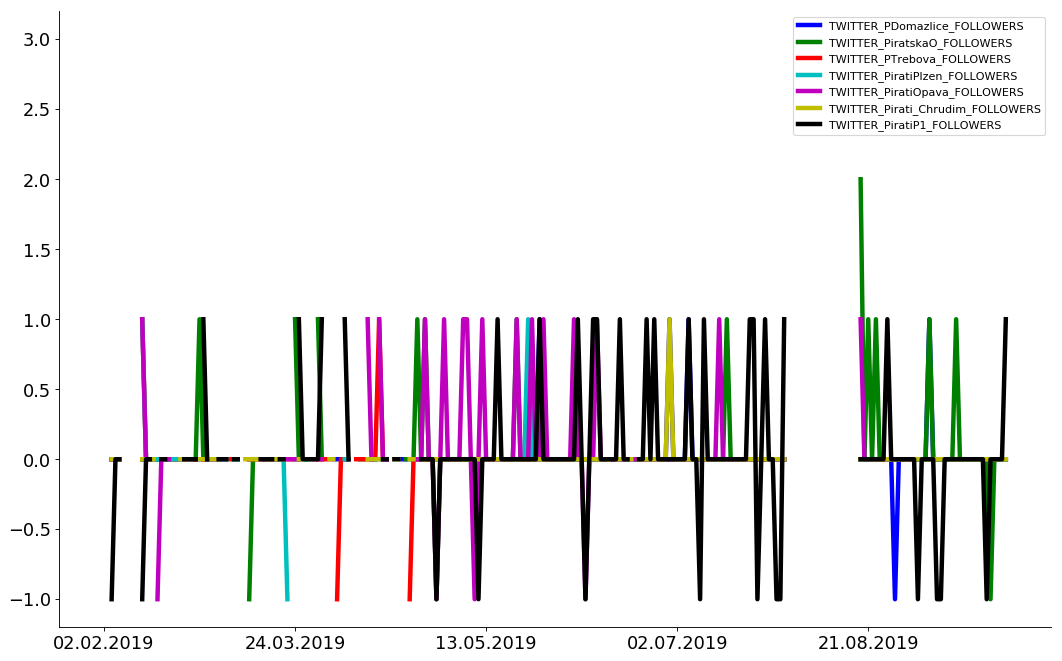 TWITTER_PDomazlice_FOLLOWERS
TWITTER_PiratskaO_FOLLOWERS
TWITTER_PTrebova_FOLLOWERS
TWITTER_PiratiPlzen_FOLLOWERS
TWITTER_PiratiOpava_FOLLOWERS
TWITTER_Pirati_Chrudim_FOLLOWERS
TWITTER_PiratiP1_FOLLOWERS
3.0
2.5
2.0
1.5
1.0
0.5
0.0
−0.5
−1.0
02.02.2019 24.03.2019 13.05.2019 02.07.2019 21.08.2019